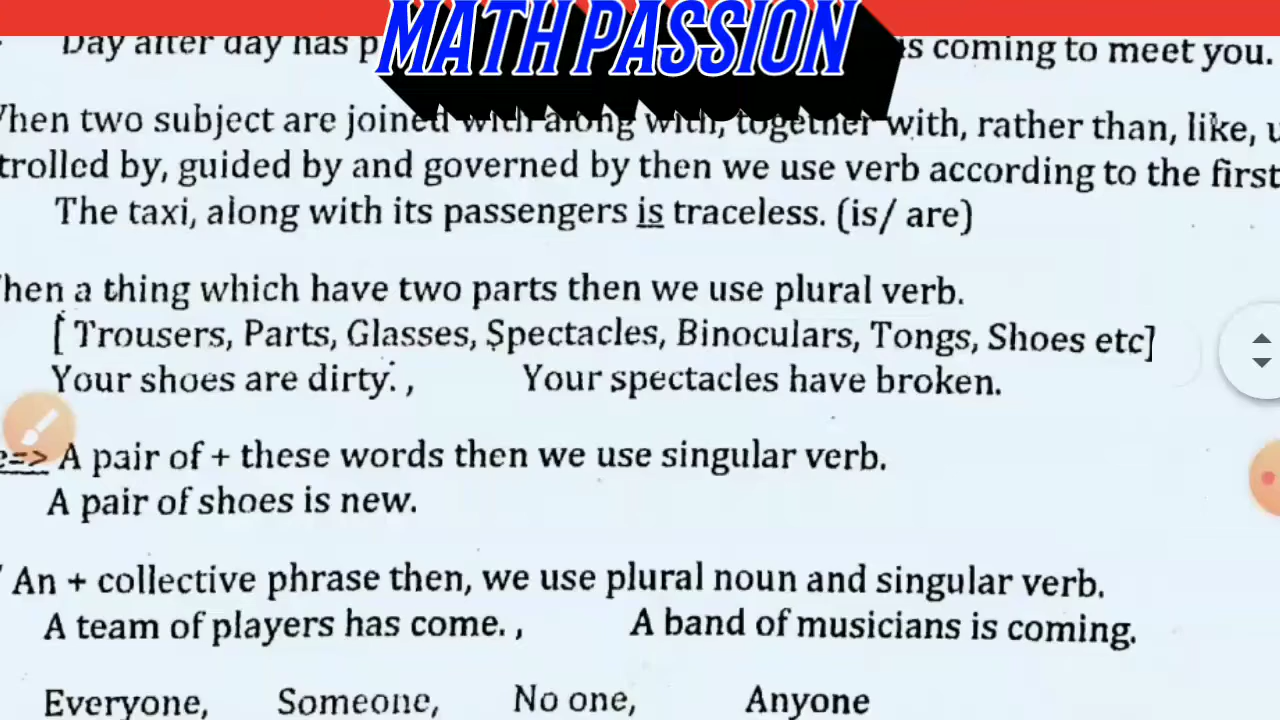 MATH PASSION
Day after day has coming to meet you.
hen two subject are joined with along with, together with, rather than, like,
trolled by, guided by and governed by then we use verb according to the first
The taxi, along with its passengers is traceless. (is/ are)
hen a thing which have two parts then we use plural verb.
[ Trousers, Parts, Glasses, Spectacles, Binoculars, Tongs, Shoes etc]
Your shoes are dirty. , Your spectacles have broken.
=> A pair of + these words then we use singular verb.
A pair of shoes is new.
An + collective phrase then, we use plural noun and singular verb.
A team of players has come. , A band of musicians is coming.
Everyone, Someone, No one, Anyone